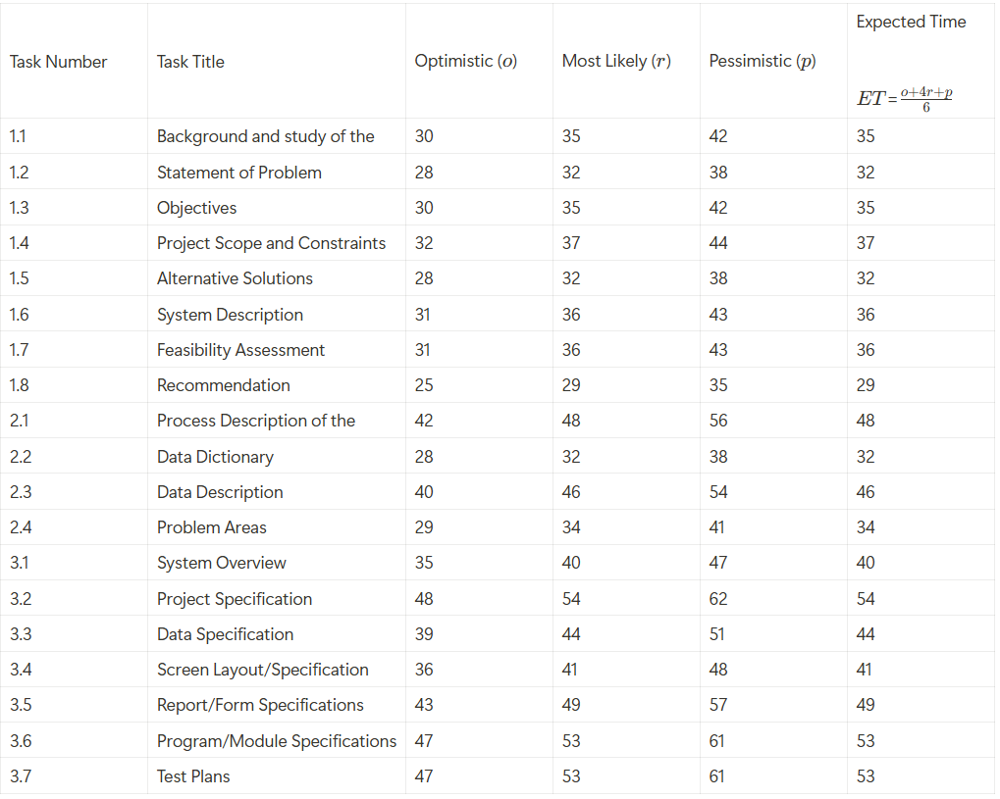 Task Number Task Title Optimistic (o) Most Likely (r) Pessimistic (p) Expected Time ET = (o+4r+p)/6
1.1 Background and study of the 30 35 42 35
1.2 Statement of Problem 28 32 38 32
1.3 Objectives 30 35 42 35
1.4 Project Scope and Constraints 32 37 44 37
1.5 Alternative Solutions 28 32 38 32
1.6 System Description 31 36 43 36
1.7 Feasibility Assessment 31 36 43 36
1.8 Recommendation 25 29 35 29
2.1 Process Description of the 42 48 56 48
2.2 Data Dictionary 28 32 38 32
2.3 Data Description 40 46 54 46
2.4 Problem Areas 29 34 41 34
3.1 System Overview 35 40 47 40
3.2 Project Specification 48 54 62 54
3.3 Data Specification 39 44 51 44
3.4 Screen Layout/Specification 36 41 48 41
3.5 Report/Form Specifications 43 49 57 49
3.6 Program/Module Specifications 47 53 61 53
3.7 Test Plans 47 53 61 53